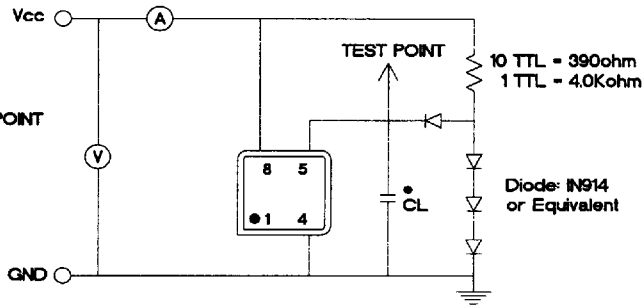 Vcc
A
TEST POINT
10 TTL = 390ohm
1 TTL = 4.0Kohm
POINT
V
8 5
1 4
CL
Diode: IN914
or Equivalent
GND